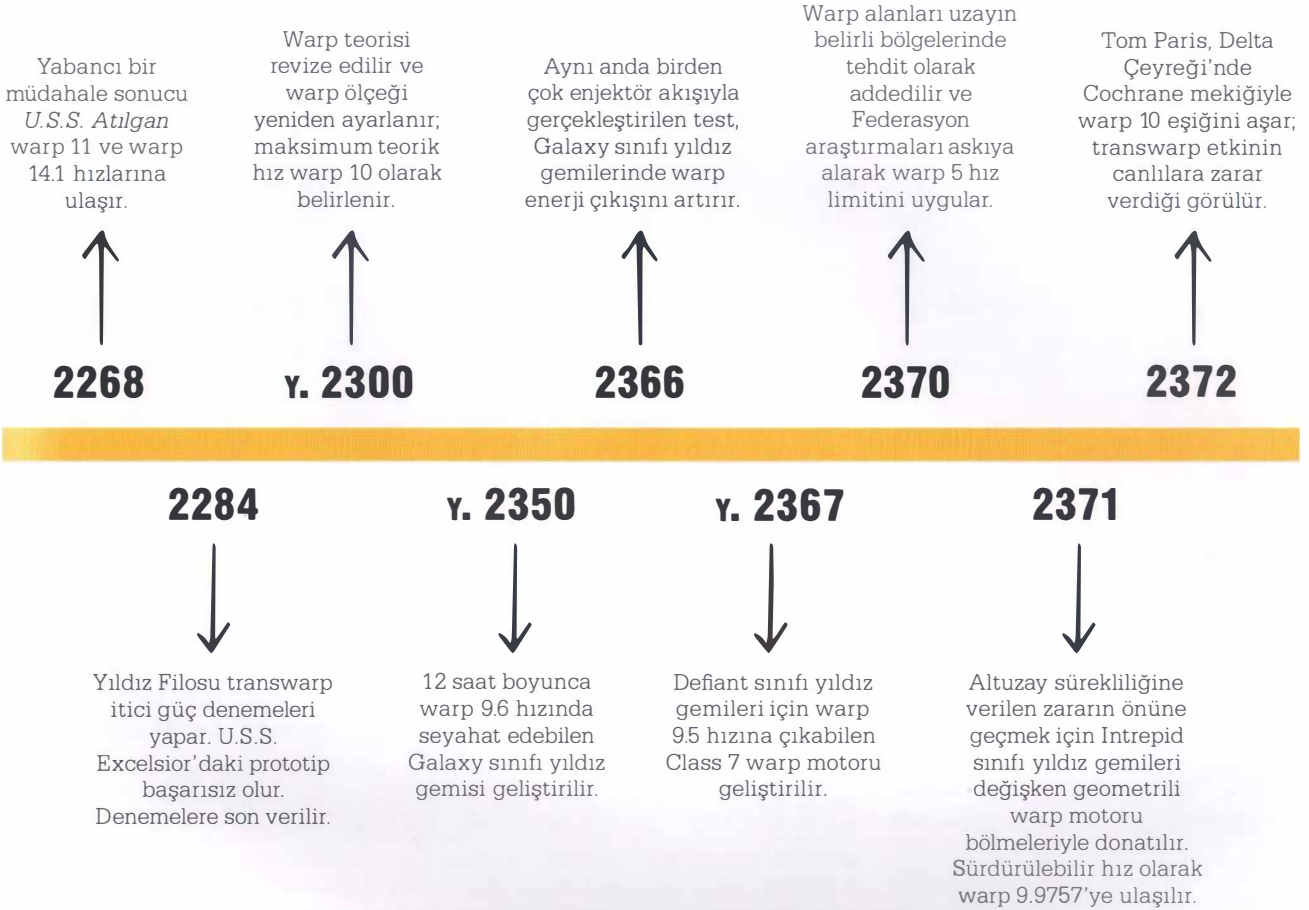 Yabancı bir
müdahale sonucu
U.S.S. Atılgan
warp 11 ve warp
14.1 hızlarına
ulaşır.
Warp teorisi
revize edilir ve
warp ölçeği
yeniden ayarlanır;
maksimum teorik
hız warp 10 olarak
belirlenir.
Aynı anda birden
çok enjektör akışıyla
gerçekleştirilen test,
Galaxy sınıfı yıldız
gemilerinde warp
enerji çıkışını artırır.
Warp alanları uzayın
belirli bölgelerinde
tehdit olarak
addedilir ve
Federasyon
araştırmaları askıya
alarak warp 5 hız
limitini uygular.
Tom Paris, Delta
Çeyreği'nde
Cochrane mekiğiyle
warp 10 eşiğini aşar;
transwarp etkinin
canlılara zarar
verdiği görülür.
2268
Y. 2300
2366
2370
2372
2284
Y. 2350
Y. 2367
2371
Yıldız Filosu transwarp
itici güç denemeleri
yapar. U.S.S.
Excelsior'daki prototip
başarısız olur.
Denemelere son verilir.
12 saat boyunca
warp 9.6 hızında
seyahat edebilen
Galaxy sınıfı yıldız
gemisi geliştirilir.
Defiant sınıfı yıldız
gemileri için warp
9.5 hızına çıkabilen
Class 7 warp motoru
geliştirilir.
Altuzay sürekliliğine
verilen zararın önüne
geçmek için Intrepid
sınıfı yıldız gemileri
değişken geometrili
warp motoru
bölmeleriyle donatılır.
Sürdürülebilir hız olarak
warp 9.9757'ye ulaşılır.